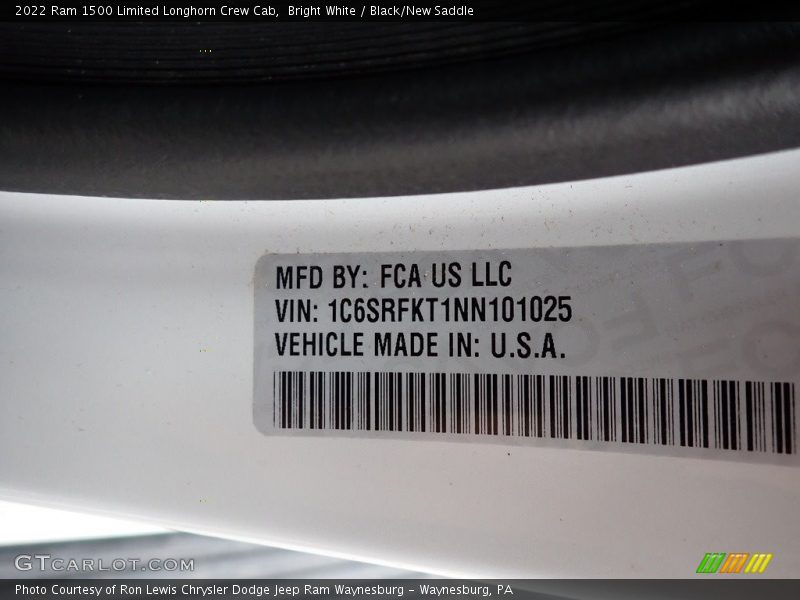 2022 Ram 1500 Limited Longhorn Crew Cab, Bright White / Black/New Saddle
MFD BY: FCA US LLC
VIN: 1C6SRFKT1NN101025
VEHICLE MADE IN: U.S.A.
GTCARLOT.COM
Photo Courtesy of Ron Lewis Chrysler Dodge Jeep Ram Waynesburg - Waynesburg, PA